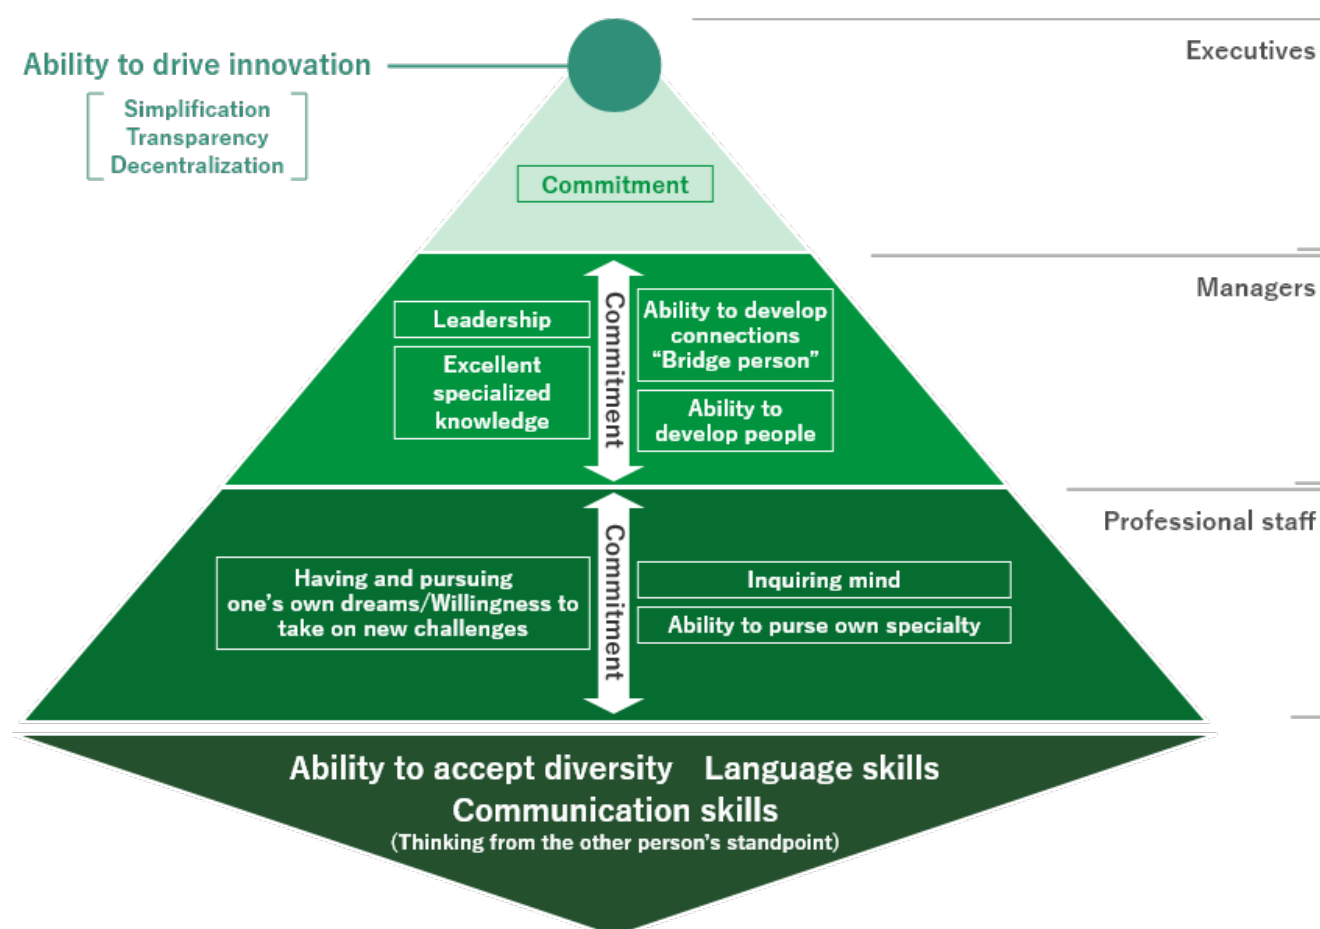 Executives
Ability to drive innovation
Simplification
Transparency
Decentralization
Commitment
Managers
Leadership
Excellent
specialized
knowledge
Commitment
Ability to develop
connections
“Bridge person”
Ability to
develop people
Professional staff
Having and pursuing
one’s own dreams/Willingness to
take on new challenges
Commitment
Inquiring mind
Ability to purse own specialty
Ability to accept diversity Language skills
Communication skills
(Thinking from the other person’s standpoint)